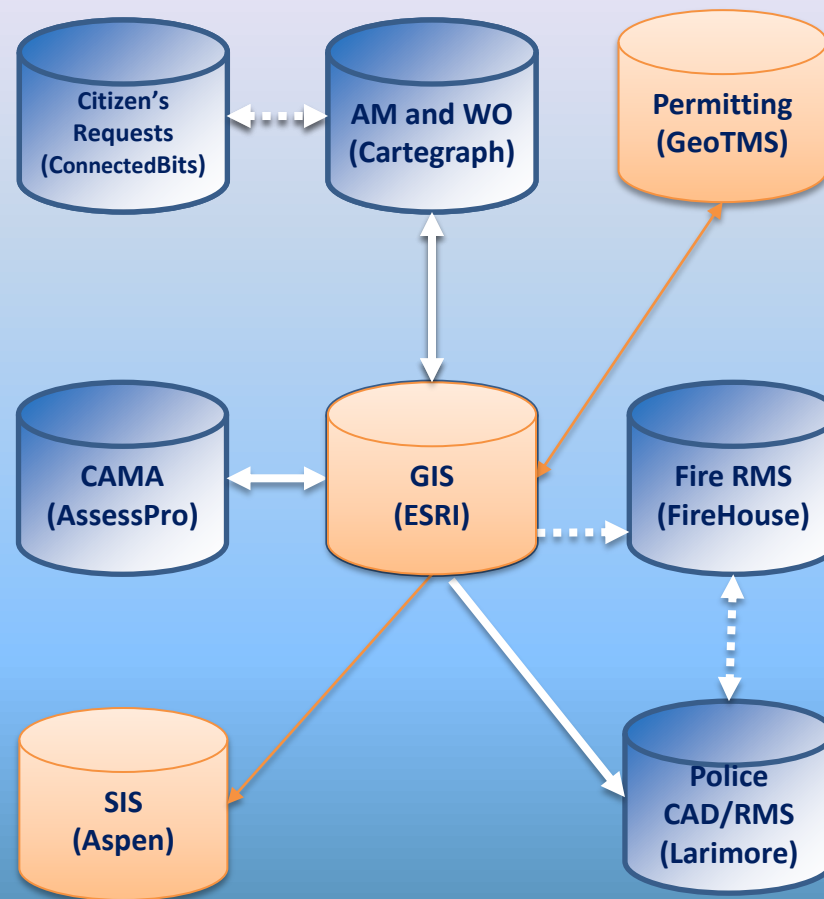 Citizen's
Requests
(ConnectedBits)
AM and WO
(Cartegraph)
Permitting
(GeoTMS)
CAMA
(AssessPro)
GIS
(ESRI)
Fire RMS
(FireHouse)
SIS
(Aspen)
Police
CAD/RMS
(Larimore)